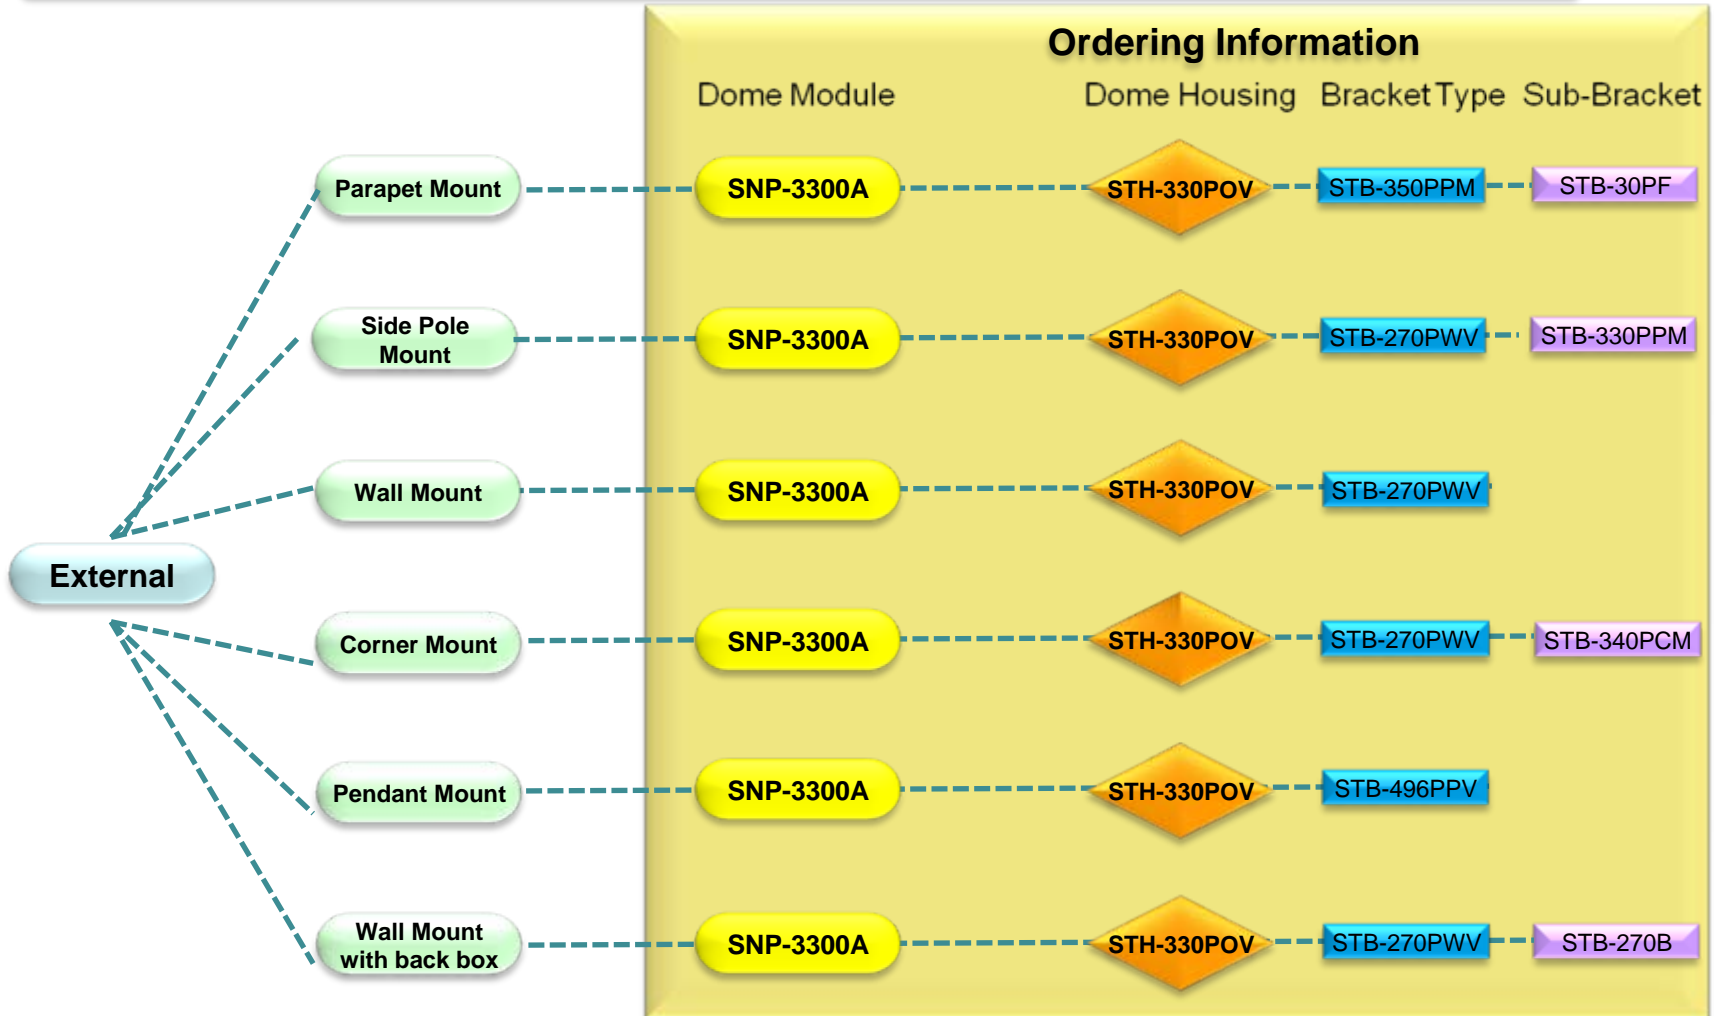 Ordering Information
Dome Module Dome Housing Bracket Type Sub-Bracket
Parapet Mount SNP-3300A STH-330POV STB-350PPM STB-30PF
Side Pole
Mount
SNP-3300A STH-330POV STB-270PWV STB-330PPM
Wall Mount SNP-3300A STH-330POV STB-270PWV
External
Corner Mount SNP-3300A STH-330POV STB-270PWV STB-340PCM
Pendant Mount SNP-3300A STH-330POV STB-496PPV
Wall Mount
with back box
SNP-3300A STH-330POV STB-270PWV STB-270B